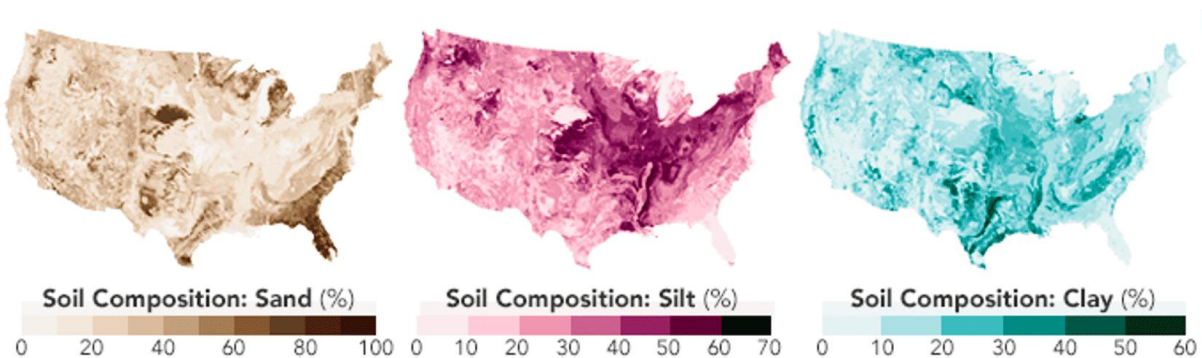 Soil Composition: Sand (%)
0 20 40 60 80 100
Soil Composition: Silt (%)
0 10 20 30 40 50 60 70
Soil Composition: Clay (%)
0 10 20 30 40 50 60